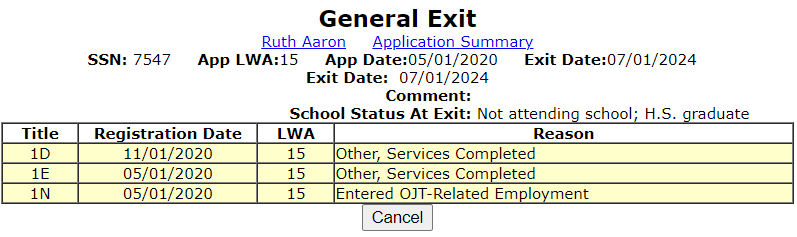 General Exit
Ruth Aaron Application Summary
SSN: 7547 App LWA:15 App Date:05/01/2020 Exit Date:07/01/2024
Exit Date: 07/01/2024
Comment:
School Status At Exit: Not attending school; H.S. graduate
Title Registration Date LWA Reason
1D 11/01/2020 15 Other, Services Completed
1E 05/01/2020 15 Other, Services Completed
1N 05/01/2020 15 Entered OJT-Related Employment
Cancel